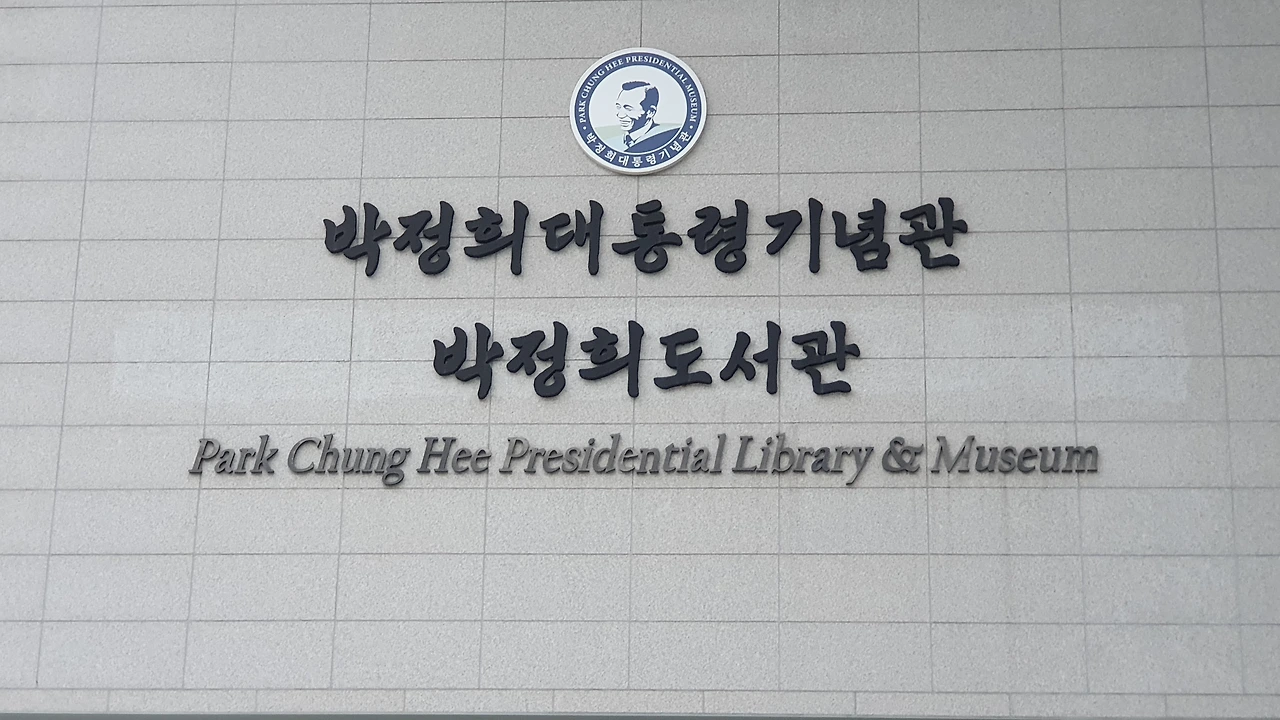 PARK CHUNG HEE PRESIDENTIAL MUSEUM
박정희대통령기념관
박정희대통령기념관
박정희도서관
Park Chung Hee Presidential Library & Museum